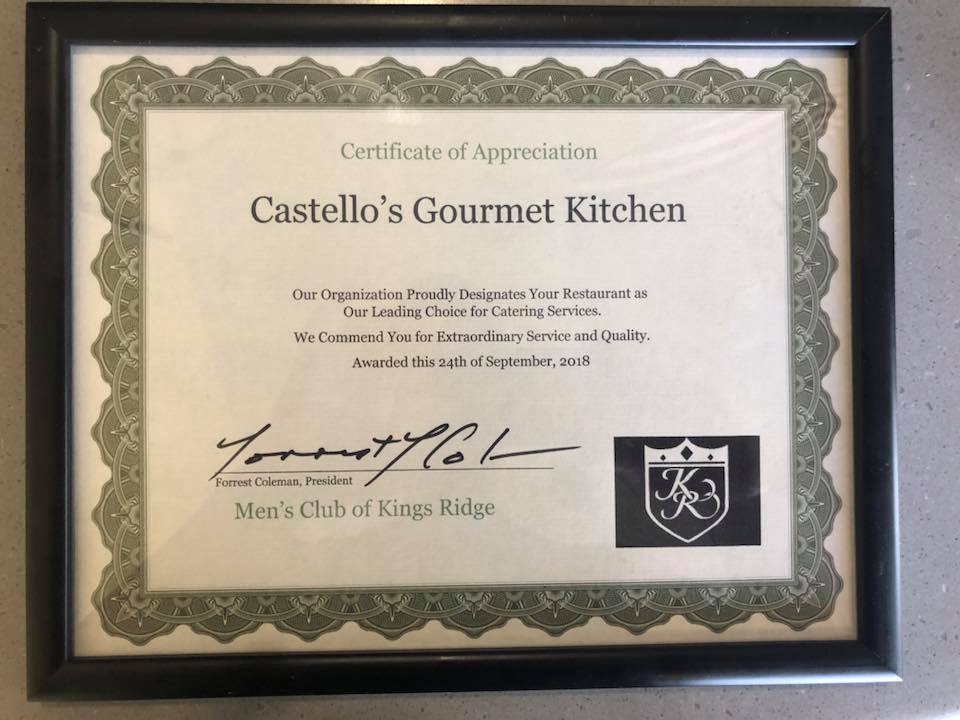 Certificate of Appreciation
Castello's Gourmet Kitchen
Our Organization Proudly Designates Your Restaurant as
Our Leading Choice for Catering Services.
We Commend You for Extraordinary Service and Quality.
Awarded this 24th of September, 2018
Forrest Coleman, President
Men's Club of Kings Ridge
KR